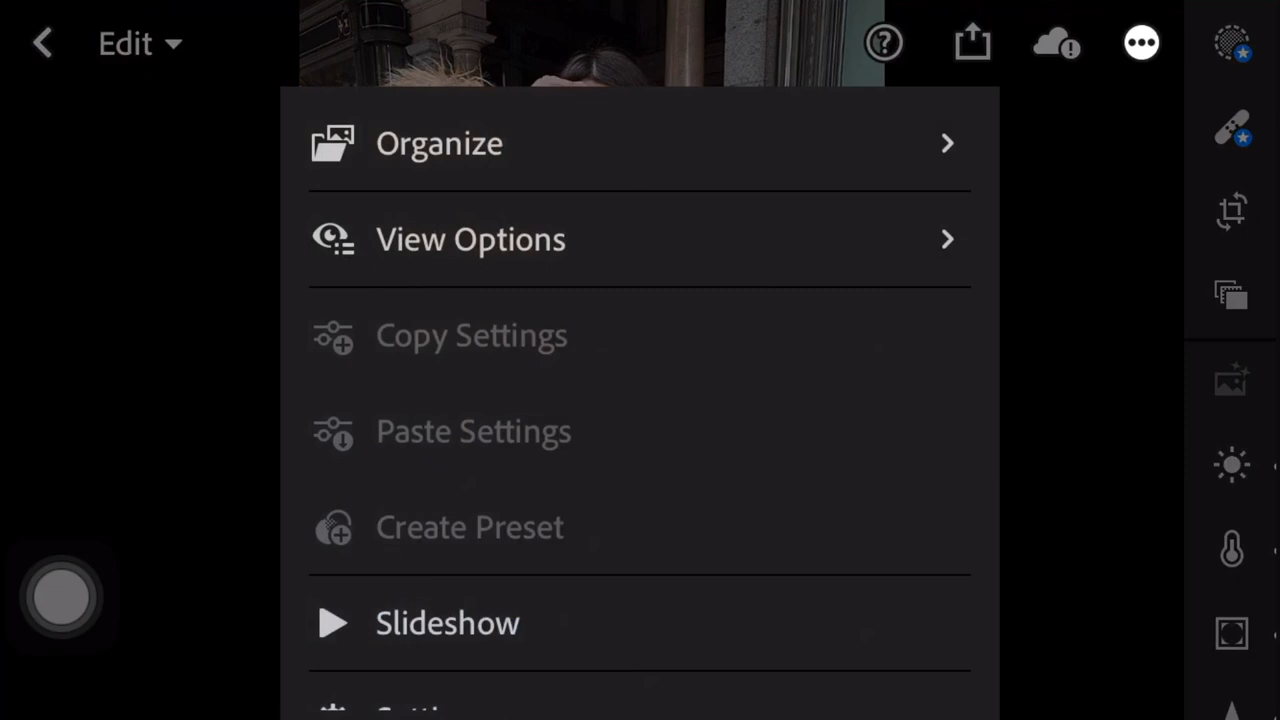 Edit
Organize
View Options
Copy Settings
Paste Settings
Create Preset
Slideshow